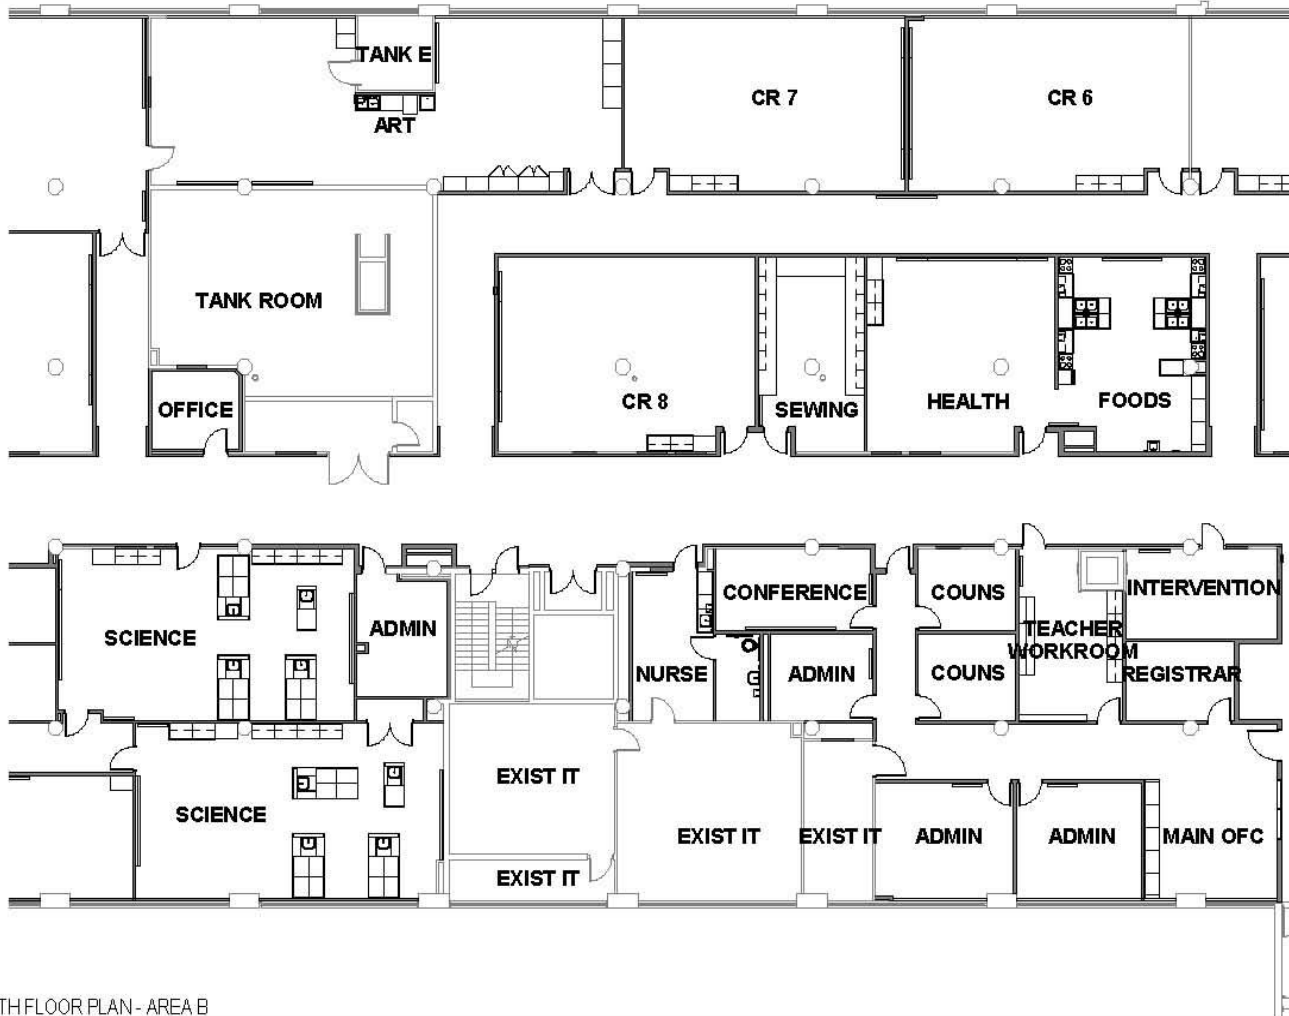 TANK E
ART
CR 7
CR 6
TANK ROOM
OFFICE
CR 8
SEWING
HEALTH
FOODS
SCIENCE
ADMIN
NURSE
CONFERENCE
ADMIN
COUNS
COUNS
TEACHER
WORKROOM
INTERVENTION
REGISTRAR
SCIENCE
EXIST IT
EXIST IT
EXIST IT
EXIST IT
ADMIN
ADMIN
MAIN OFC
TH FLOOR PLAN - AREA B